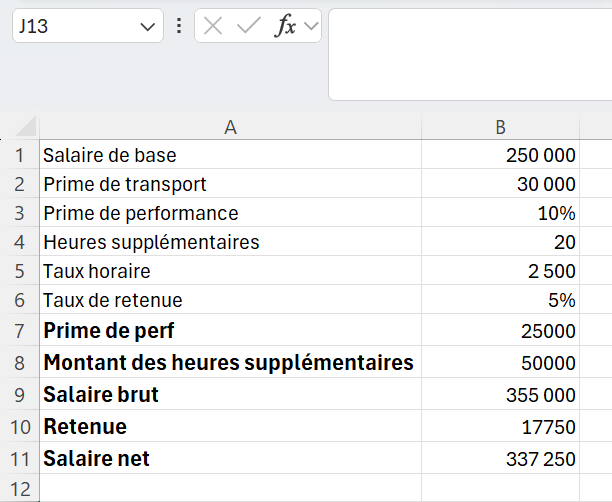 J13 fx
A B
1 Salaire de base 250 000
2 Prime de transport 30 000
3 Prime de performance 10%
4 Heures supplémentaires 20
5 Taux horaire 2 500
6 Taux de retenue 5%
7 Prime de perf 25000
8 Montant des heures supplémentaires 50000
9 Salaire brut 355 000
10 Retenue 17750
11 Salaire net 337 250
12